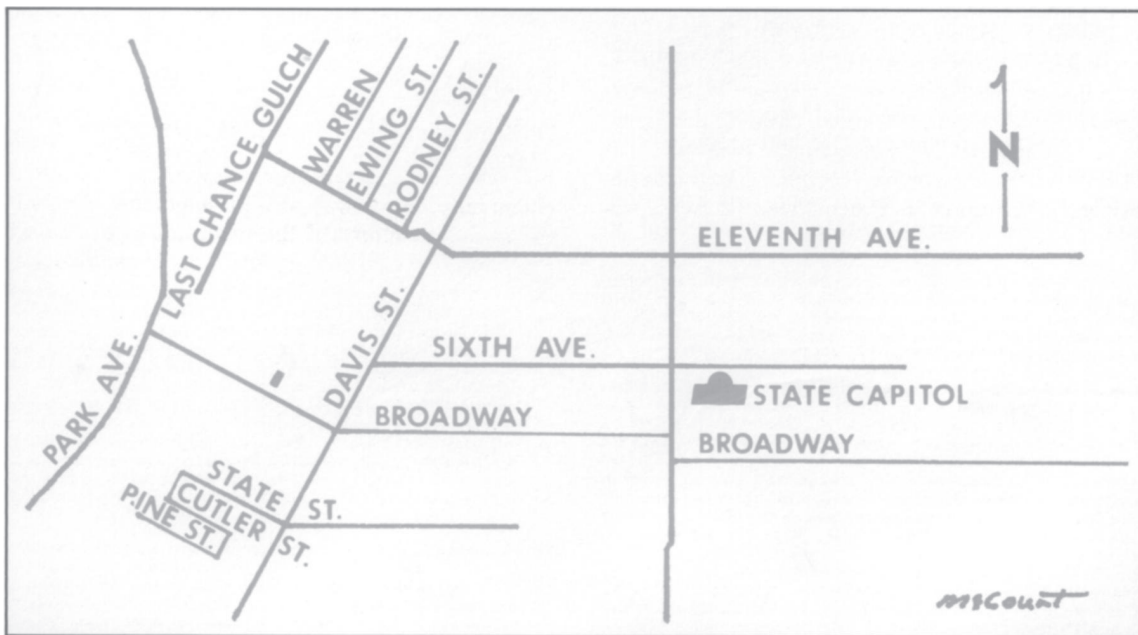 LAST CHANCE GULCH
WARREN
EWING ST.
RODNEY ST.
N
ELEVENTH AVE.
PARK AVE.
DAVIS ST.
SIXTH AVE.
STATE CAPITOL
BROADWAY
BROADWAY
STATE ST.
CUTLER ST.
PINE ST.